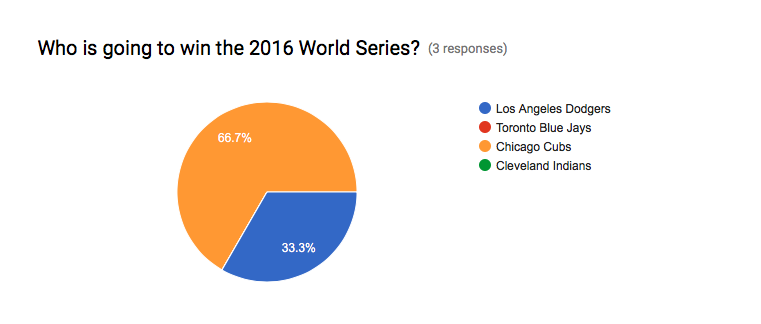 Who is going to win the 2016 World Series? (3 responses)
Los Angeles Dodgers
Toronto Blue Jays
Chicago Cubs
Cleveland Indians
66.7%
33.3%